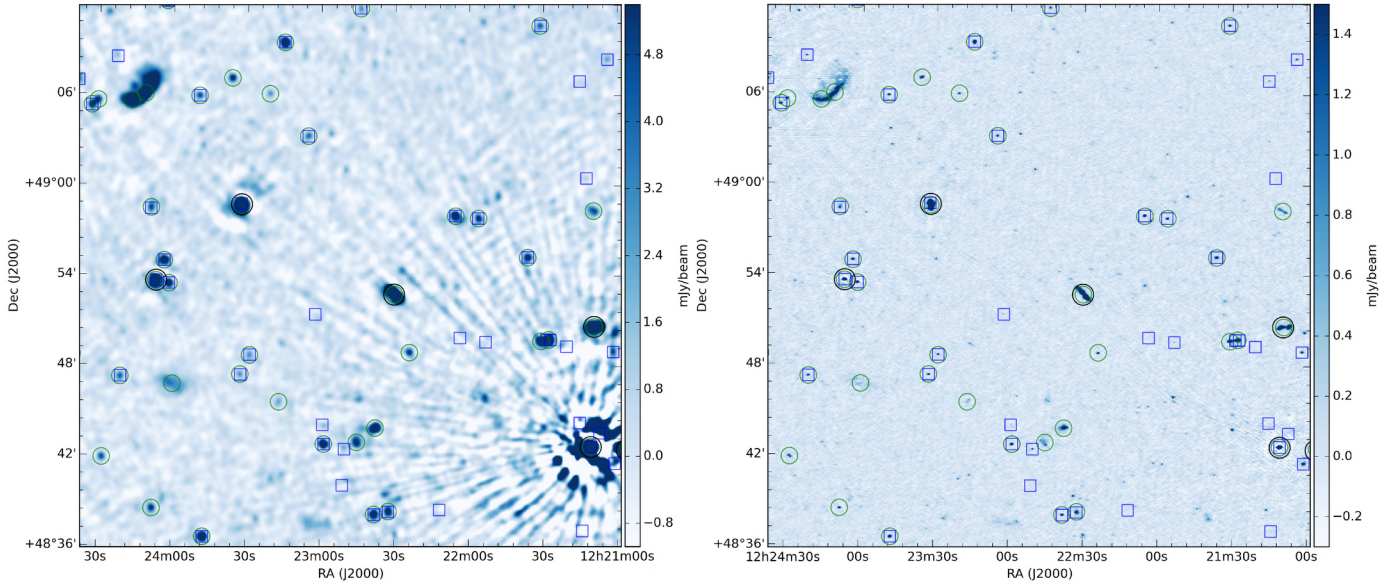 06'
+49°00'
54'
48'
42'
+48°36'
Dec (J2000)
30s
24m00s
30s
23m00s
30s
22m00s
30s
12h21m00s
RA (J2000)
4.8
4.0
3.2
2.4
1.6
0.8
0.0
−0.8
mJy/beam
06'
+49°00'
54'
48'
42'
+48°36'
Dec (J2000)
12h24m30s
00s
23m30s
00s
22m30s
00s
21m30s
00s
RA (J2000)
1.4
1.2
1.0
0.8
0.6
0.4
0.2
0.0
−0.2
mJy/beam